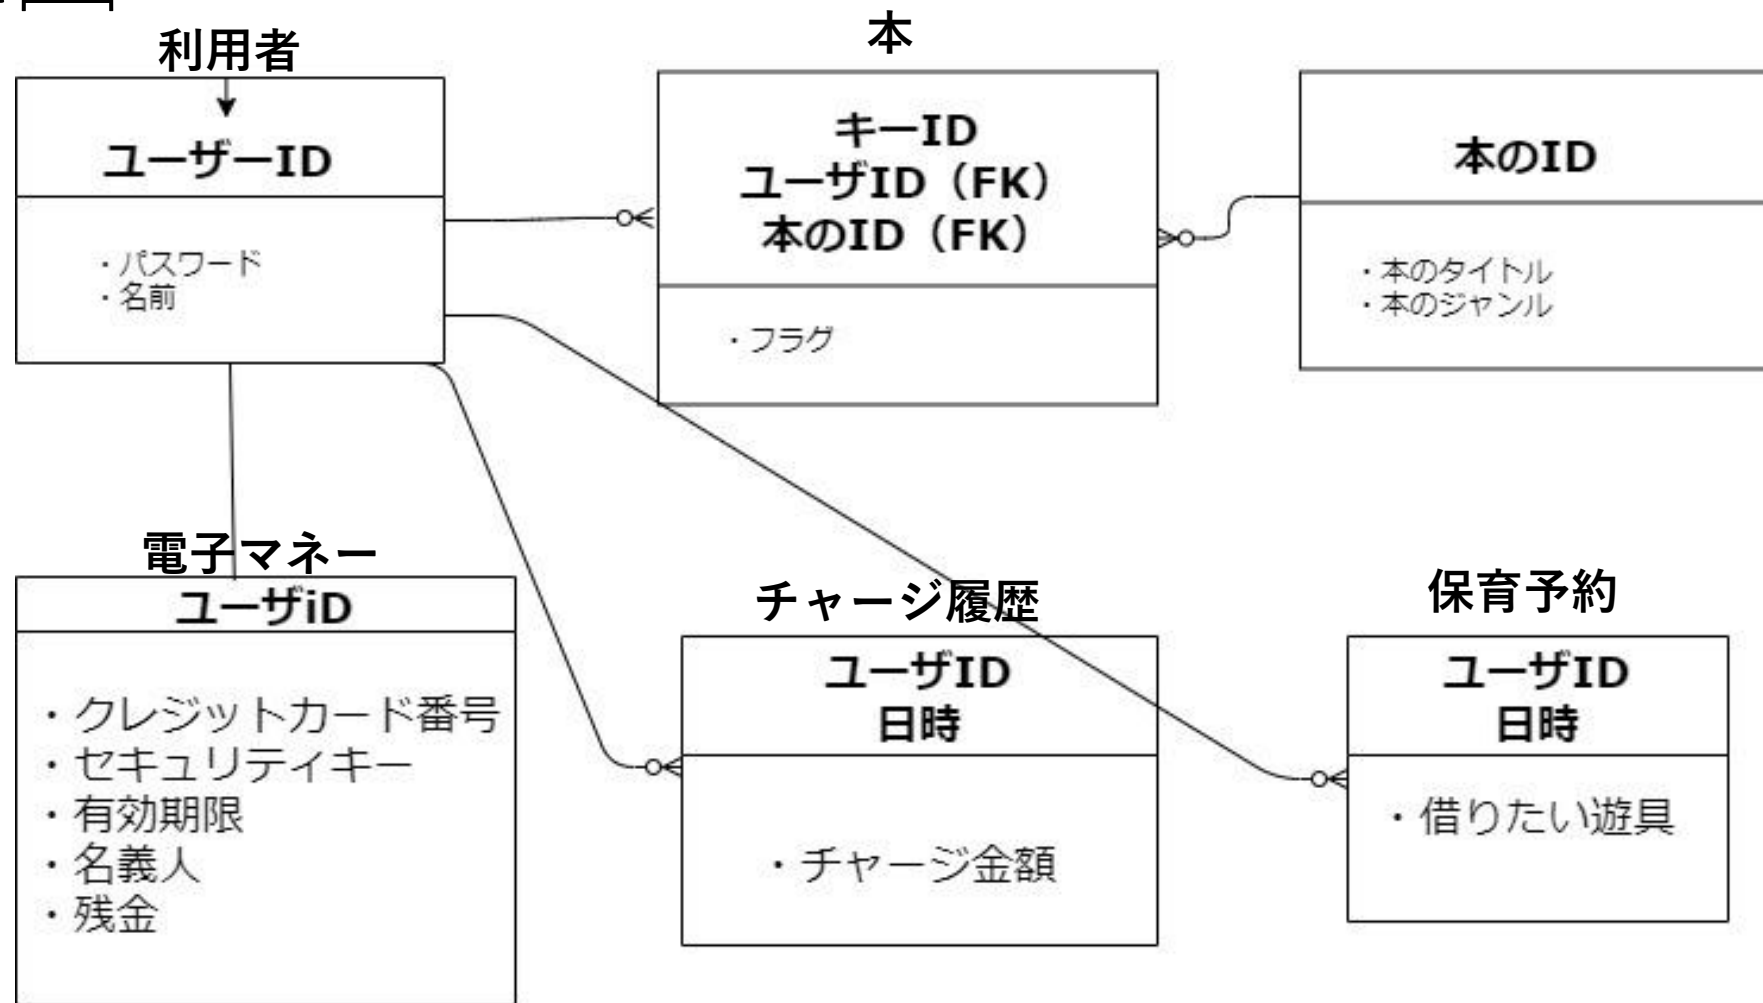 利用者
ユーザーID
・パスワード
・名前
本
キーID
ユーザID（FK）
本のID（FK）
・フラグ
本のID
・本のタイトル
・本のジャンル
電子マネー
ユーザiD
・クレジットカード番号
・セキュリティキー
・有効期限
・名義人
・残金
チャージ履歴
ユーザID
日時
・チャージ金額
保育予約
ユーザID
日時
・借りたい遊具